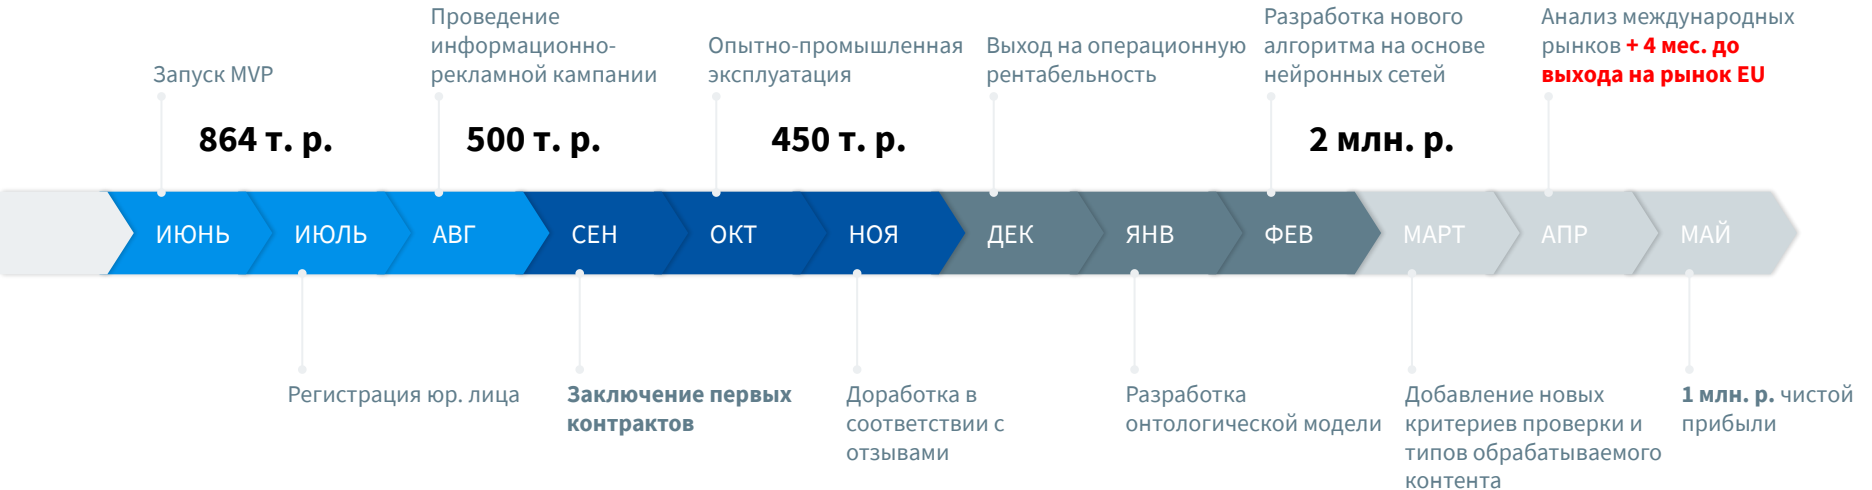 Запуск MVP
Проведение
информационно-
рекламной кампании
Опытно-промышленная
эксплуатация
Выход на операционную
рентабельность
Разработка нового
алгоритма на основе
нейронных сетей
Анализ международных
рынков + 4 мес. до
выхода на рынок EU
864 т. р.
500 т. р.
450 т. р.
2 млн. р.
ИЮНЬ
ИЮЛЬ
АВГ
СЕН
ОКТ
НОЯ
ДЕК
ЯНВ
ФЕВ
МАРТ
АПР
МАЙ
Регистрация юр. лица
Заключение первых
контрактов
Доработка в
соответствии с
отзывами
Разработка
онтологической модели
Добавление новых
критериев проверки и
типов обрабатываемого
контента
1 млн. р. чистой
прибыли